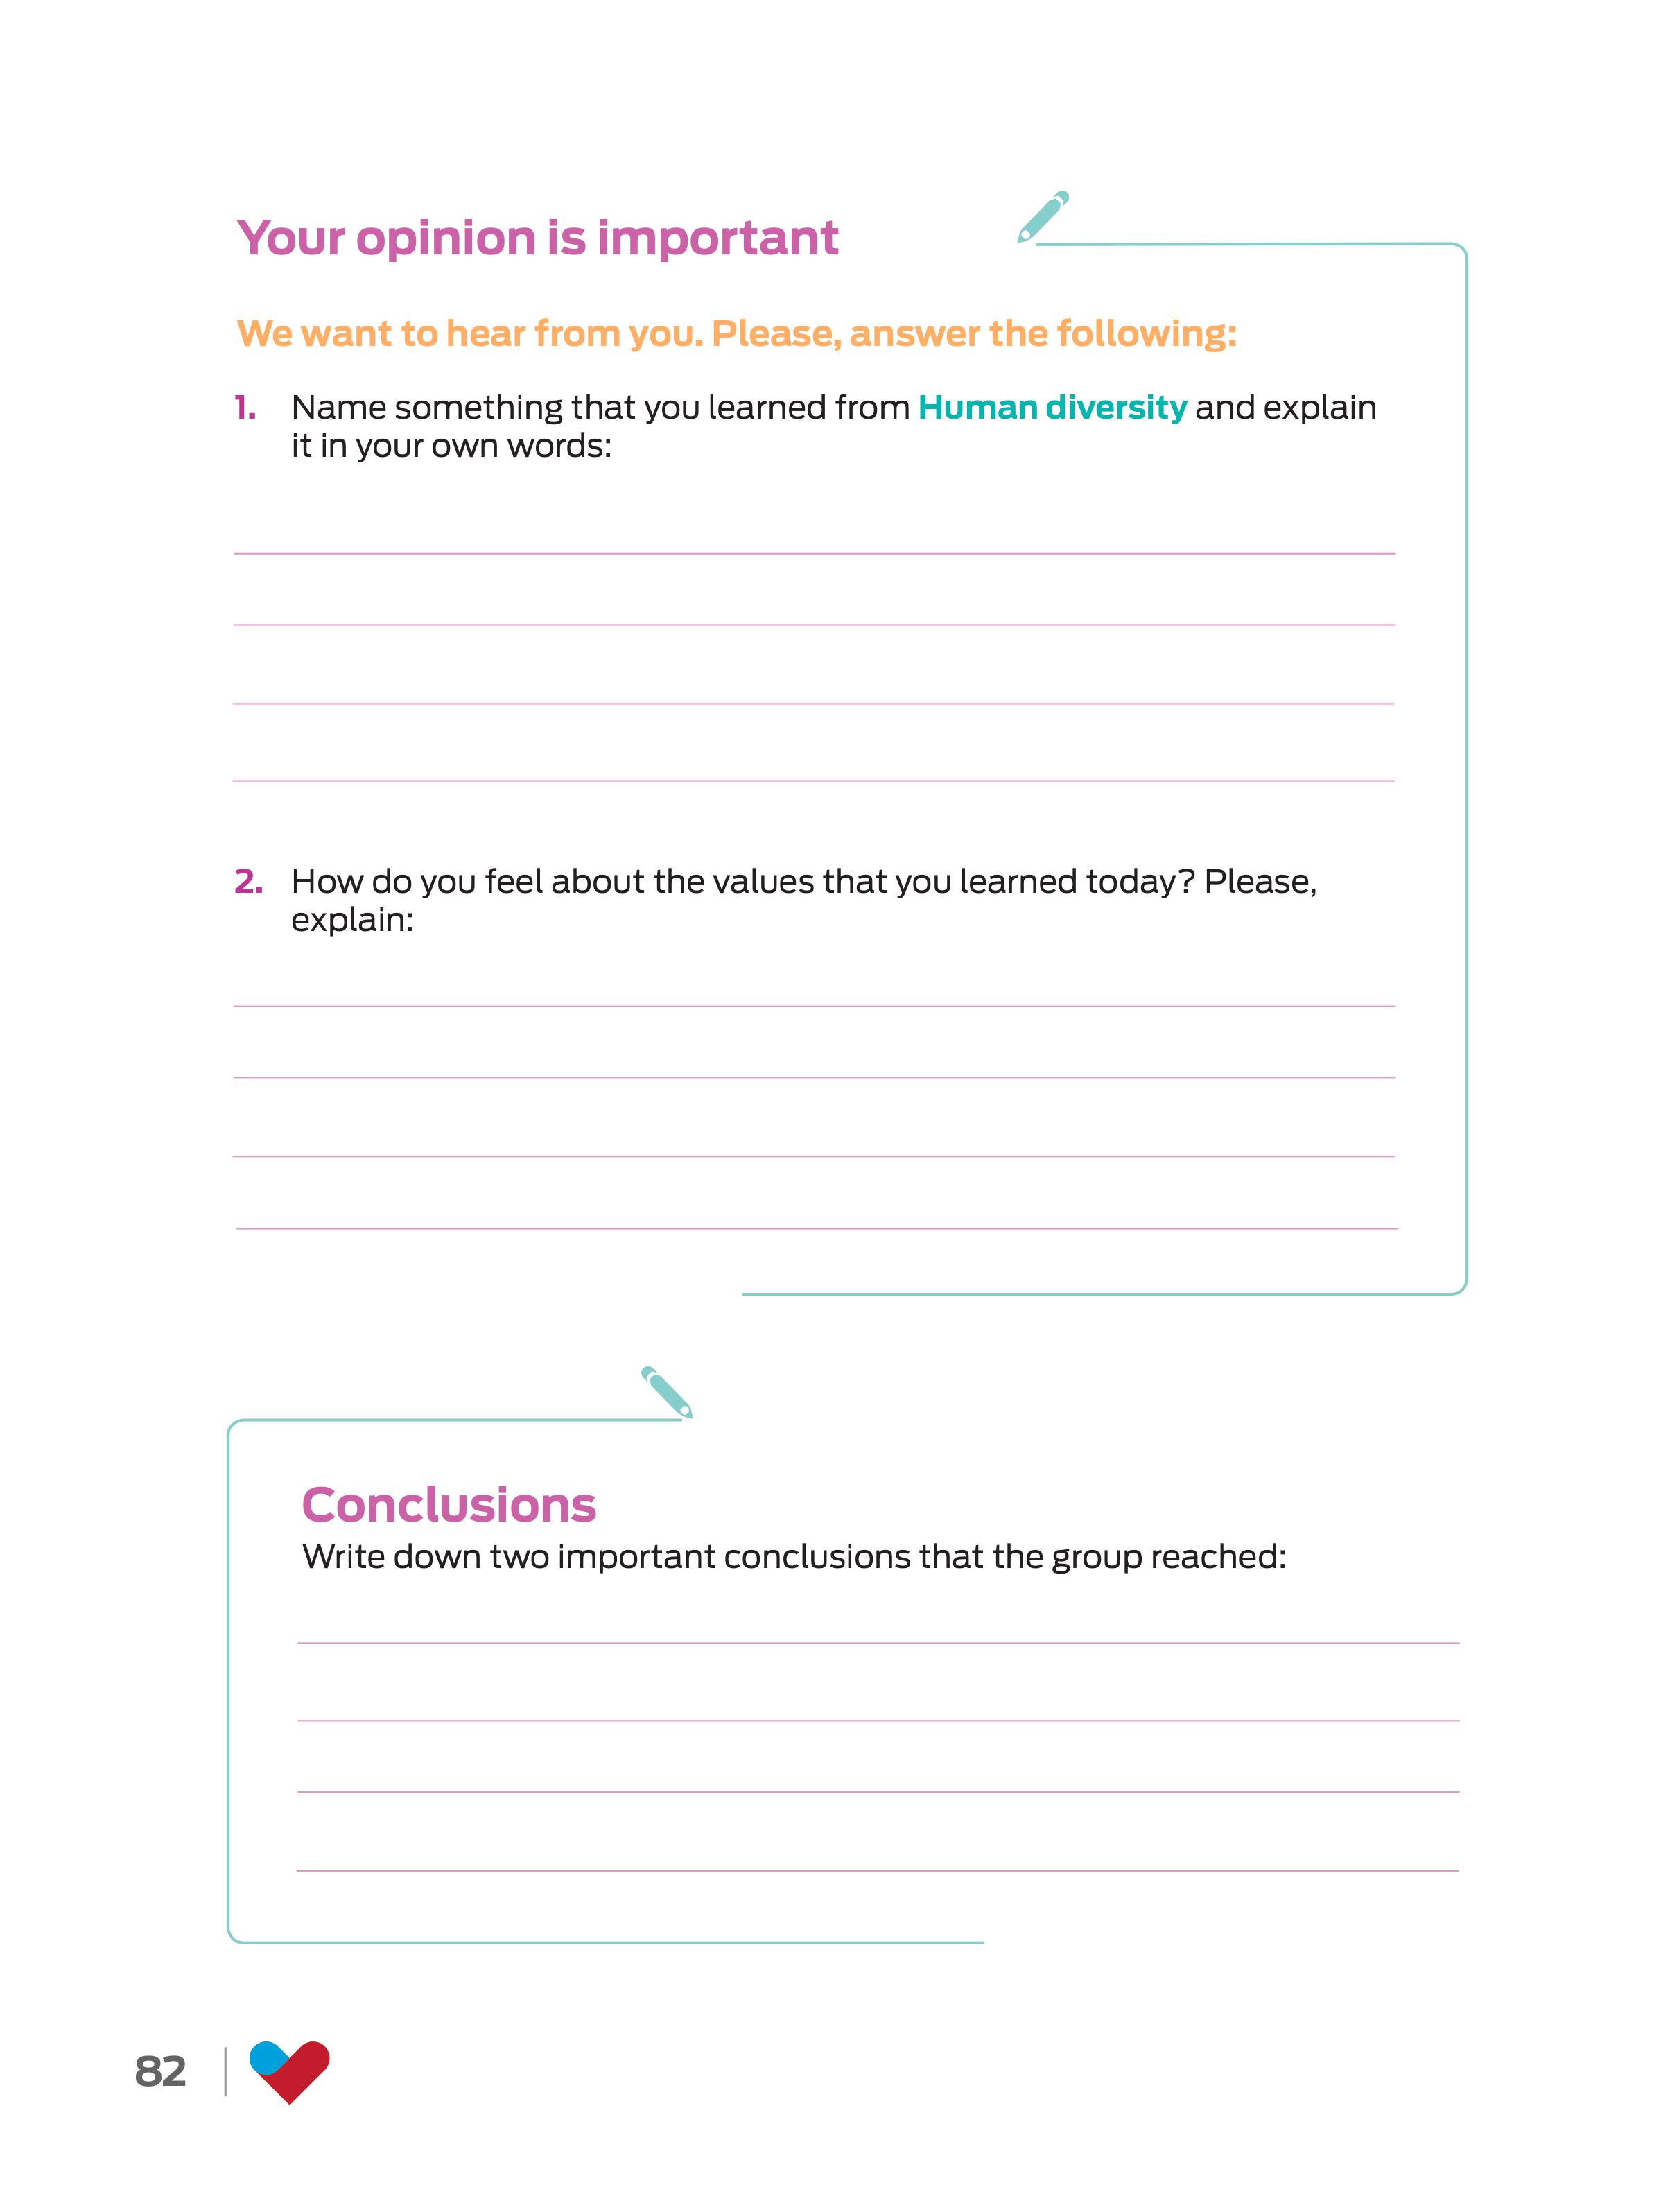 Your opinion is important
We want to hear from you. Please, answer the following:
1. Name something that you learned from Human diversity and explain
it in your own words:
2. How do you feel about the values that you learned today? Please,
explain:
Conclusions
Write down two important conclusions that the group reached:
82